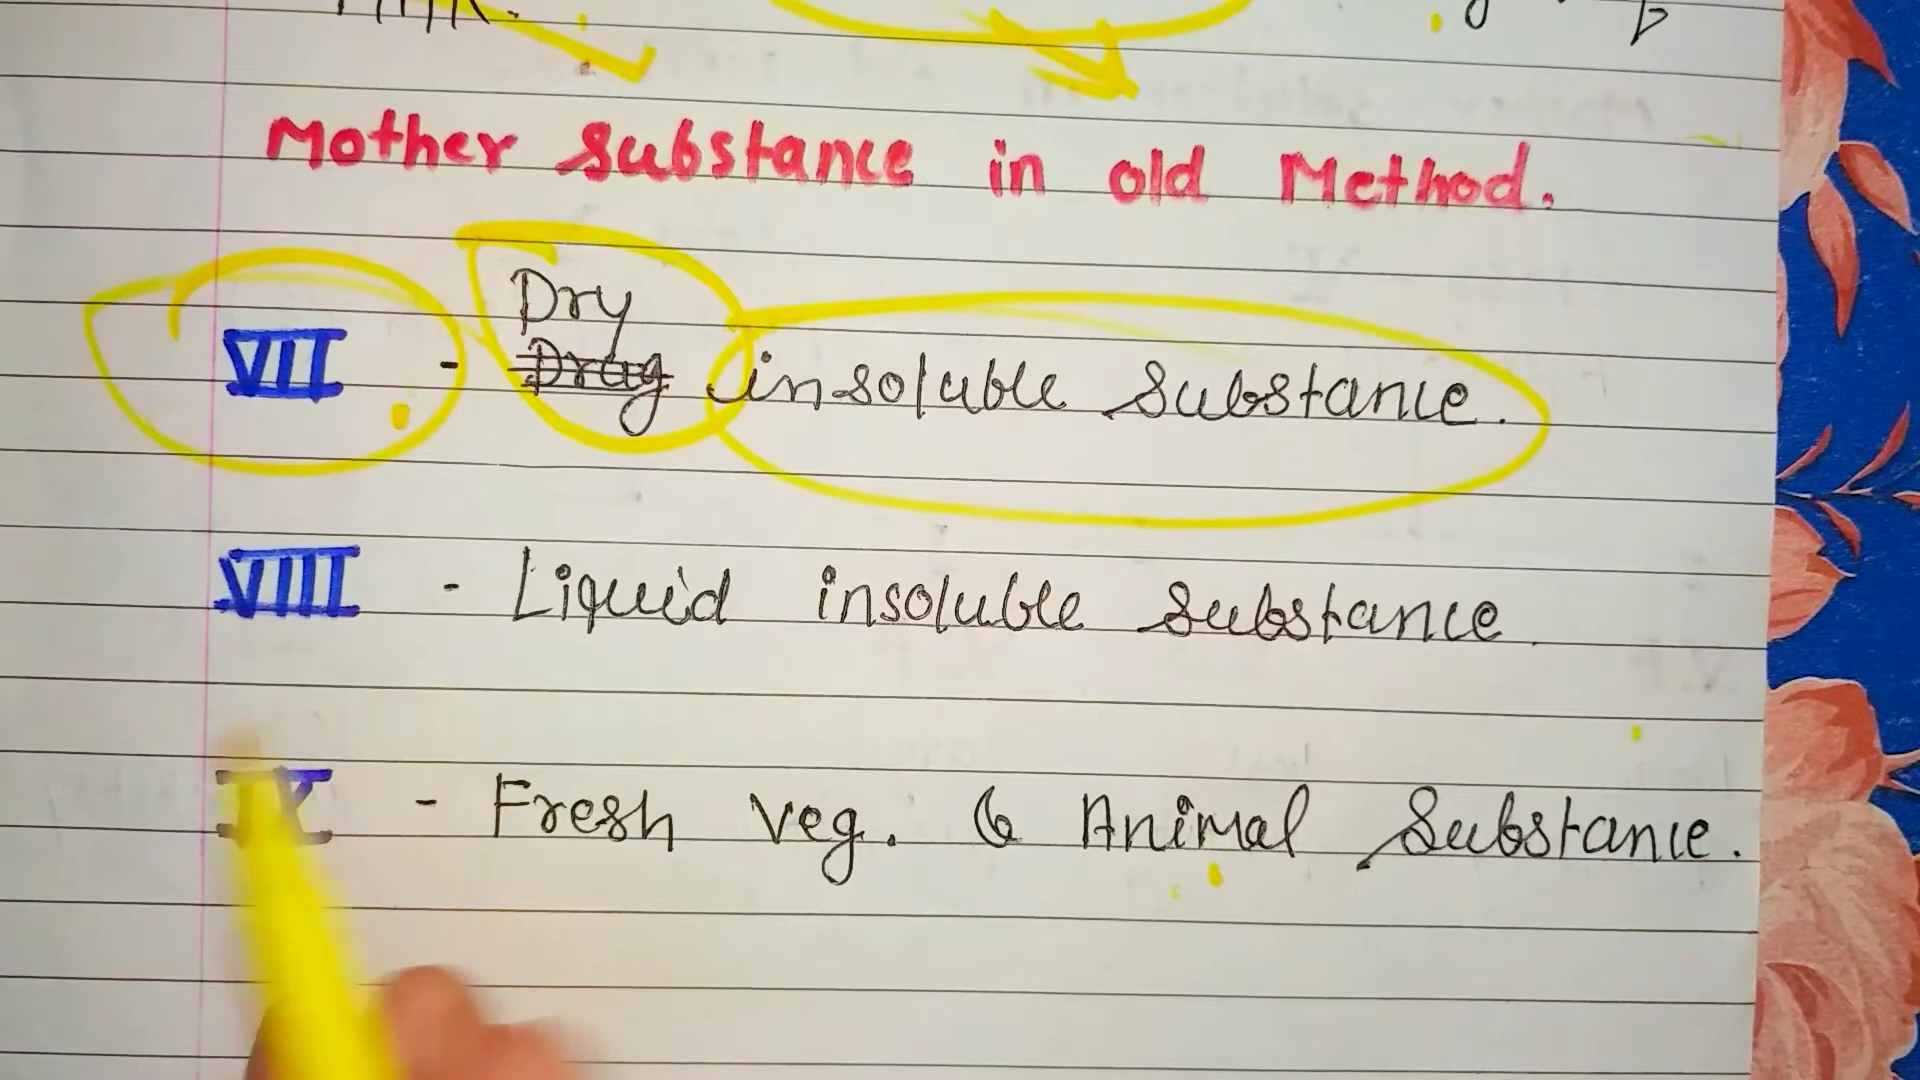 Mother Substance in old Method.
Dry
VII - Drug insoluble Substance.
VIII - Liquid insoluble Substance
IX - Fresh veg. & Animal Substance.